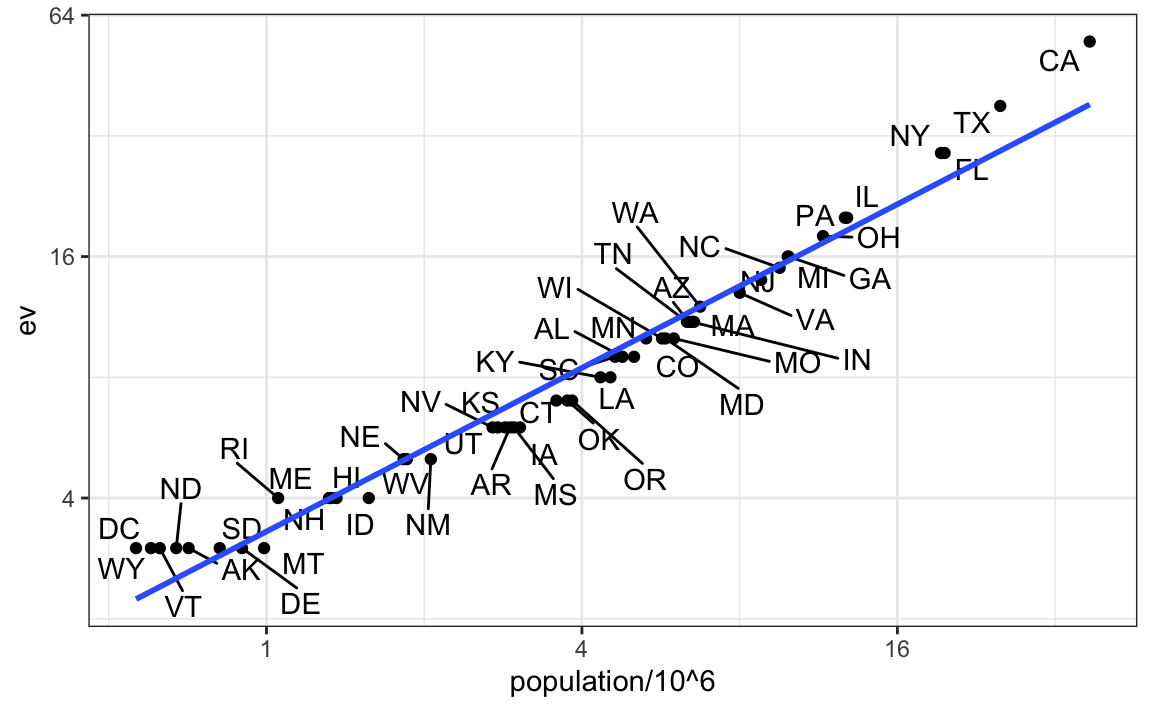 64
CA
TX
NY
FL
IL
PA
WA
OH
NC
TN
16
GA
MI
NJ
AZ
WI
VA
MA
AL
MN
IN
MO
KY
SC
CO
LA
MD
NV
KS
CT
NE
UT
OK
RI
IA
ME
HI
OR
WV
AR
ND
MS
4
NH
ID
NM
DC
SD
MT
WY
AK
DE
VT
ev
1
4
16
population/10^6